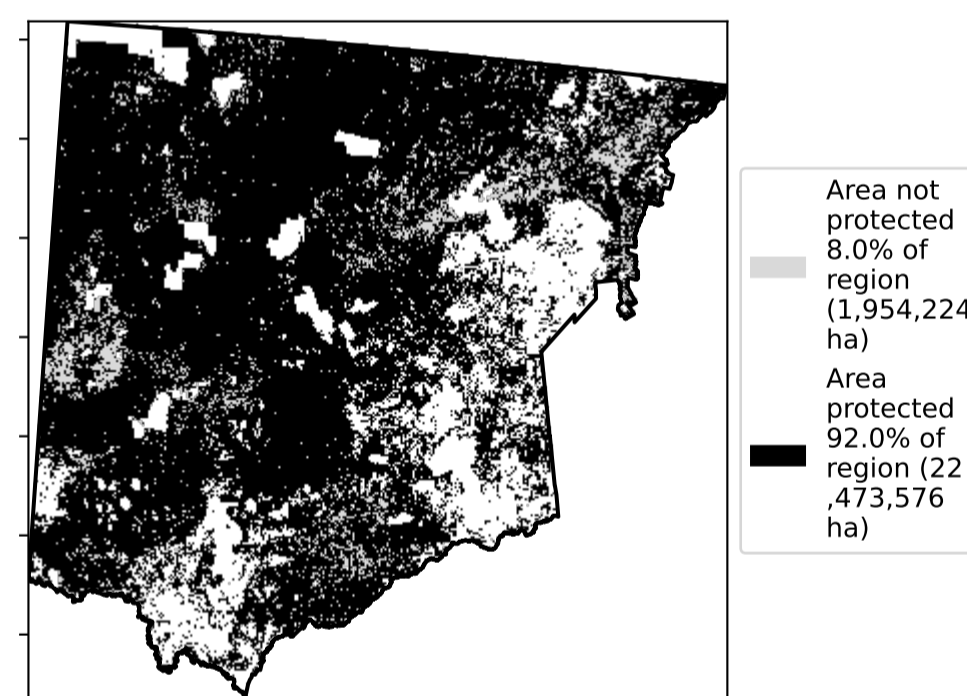 Area not
protected
8.0% of
region
(1,954,224
ha)
Area
protected
92.0% of
region (22
,473,576
ha)